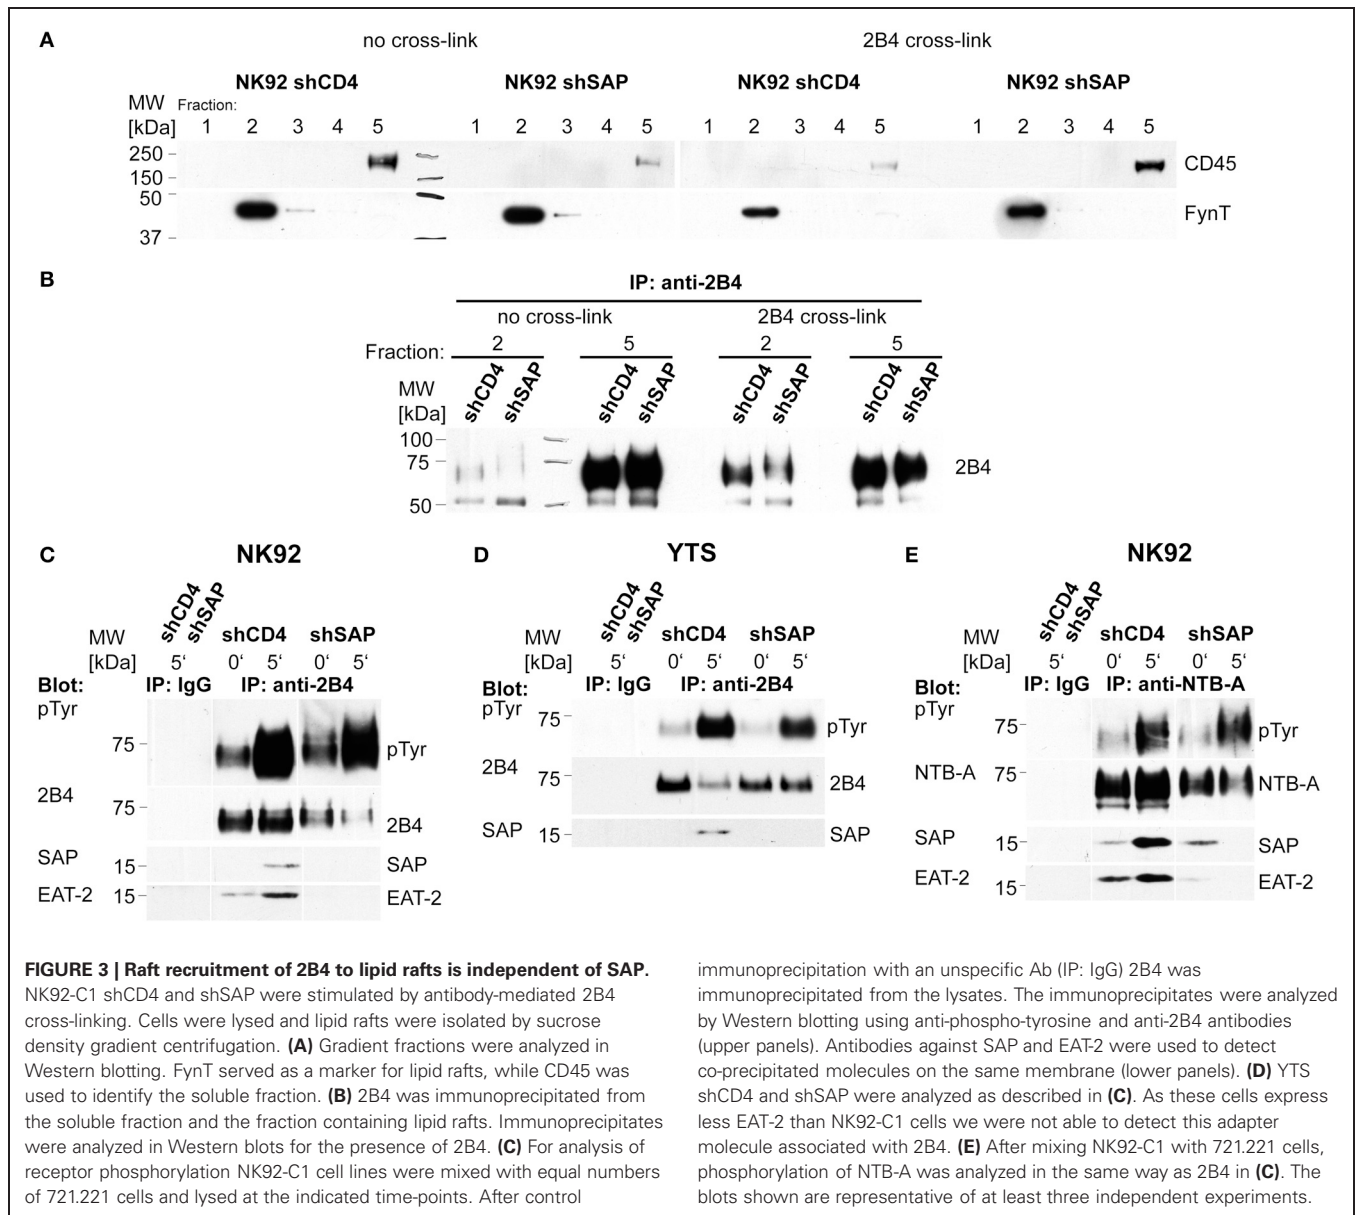 A
no cross-link 2B4 cross-link
NK92 shCD4 NK92 shSAP NK92 shCD4 NK92 shSAP
MW Fraction:
[kDa] 1 2 3 4 5 1 2 3 4 5 1 2 3 4 5 1 2 3 4 5
250
150
CD45
50
37
FynT
B
IP: anti-2B4
no cross-link 2B4 cross-link
Fraction: 2 5 2 5
MW
[kDa]
shCD4 shSAP shCD4 shSAP shCD4 shSAP shCD4 shSAP
100
75
50
2B4
C
NK92
shCD4
shSAP
MW shCD4 shSAP
[kDa] 5‘ 0‘ 5‘ 0‘ 5‘
Blot: IP: IgG IP: anti-2B4
pTyr
75 pTyr
2B4
75
2B4
SAP
15 SAP
EAT-2 15 EAT-2
D
YTS
shCD4
shSAP
MW shCD4 shSAP
[kDa] 5‘ 0‘ 5‘ 0‘ 5‘
Blot: IP: IgG IP: anti-2B4
pTyr
75 pTyr
2B4
75 2B4
SAP 15 SAP
E
NK92
shCD4
shSAP
MW shCD4 shSAP
[kDa] 5‘ 0‘ 5‘ 0‘ 5‘
Blot: IP: IgG IP: anti-NTB-A
pTyr
75 pTyr
NTB-A 75 NTB-A
SAP 15 SAP
EAT-2 15 EAT-2
FIGURE 3 | Raft recruitment of 2B4 to lipid rafts is independent of SAP.
NK92-C1 shCD4 and shSAP were stimulated by antibody-mediated 2B4
cross-linking. Cells were lysed and lipid rafts were isolated by sucrose
density gradient centrifugation. (A) Gradient fractions were analyzed in
Western blotting. FynT served as a marker for lipid rafts, while CD45 was
used to identify the soluble fraction. (B) 2B4 was immunoprecipitated from
the soluble fraction and the fraction containing lipid rafts. Immunoprecipitates
were analyzed in Western blots for the presence of 2B4. (C) For analysis of
receptor phosphorylation NK92-C1 cell lines were mixed with equal numbers
of 721.221 cells and lysed at the indicated time-points. After control
immunoprecipitation with an unspecific Ab (IP: IgG) 2B4 was
immunoprecipitated from the lysates. The immunoprecipitates were analyzed
by Western blotting using anti-phospho-tyrosine and anti-2B4 antibodies
(upper panels). Antibodies against SAP and EAT-2 were used to detect
co-precipitated molecules on the same membrane (lower panels). (D) YTS
shCD4 and shSAP were analyzed as described in (C). As these cells express
less EAT-2 than NK92-C1 cells we were not able to detect this adapter
molecule associated with 2B4. (E) After mixing NK92-C1 with 721.221 cells,
phosphorylation of NTB-A was analyzed in the same way as 2B4 in (C). The
blots shown are representative of at least three independent experiments.